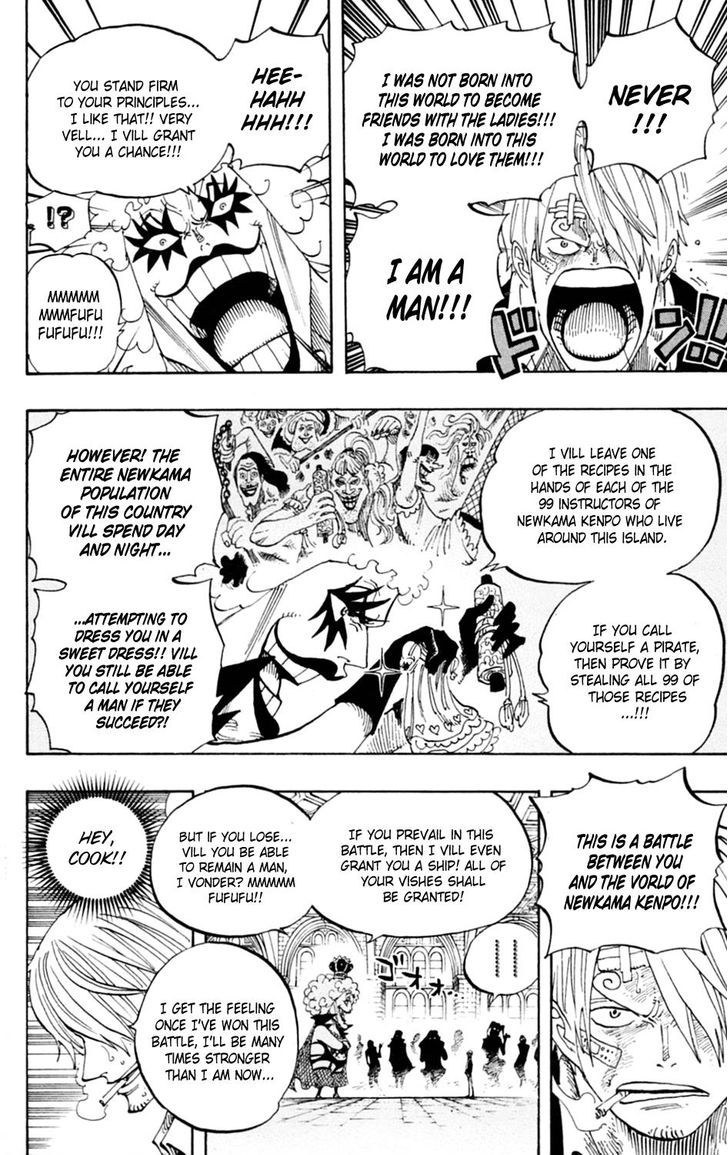 NEVER
!!!
I WAS NOT BORN INTO
THIS WORLD TO BECOME
FRIENDS WITH THE LADIES!!!
I WAS BORN INTO THIS
WORLD TO LOVE THEM!!!
I AM A
MAN!!!
ドン!!
HEE-
HAHH
HHH!!!
YOU STAND FIRM
TO YOUR PRINCIPLES...
I LIKE THAT!! VERY
VELL... I VILL GRANT
YOU A CHANCE!!!
!?
MMMMM
MMMFUFU
FUFUFU!!!
I VILL LEAVE ONE
OF THE RECIPES IN THE
HANDS OF EACH OF THE
99 INSTRUCTORS OF
NEWKAMA KENPO WHO LIVE
AROUND THIS ISLAND.
IF YOU CALL
YOURSELF A PIRATE,
THEN PROVE IT BY
STEALING ALL 99 OF
THOSE RECIPES
...!!!
HOWEVER! THE
ENTIRE NEWKAMA
POPULATION
OF THIS COUNTRY
VILL SPEND DAY
AND NIGHT...
...ATTEMPTING TO
DRESS YOU IN A
SWEET DRESS!! VILL
YOU STILL BE ABLE
TO CALL YOURSELF
A MAN IF THEY
SUCCEED?!
THIS IS A BATTLE
BETWEEN YOU
AND THE VORLD OF
NEWKAMA KENPO!!!
IF YOU PREVAIL IN THIS
BATTLE, THEN I VILL EVEN
GRANT YOU A SHIP! ALL OF
YOUR VISHES SHALL
BE GRANTED!
BUT IF YOU LOSE...
VILL YOU BE ABLE
TO REMAIN A MAN,
I VONDER? MMMMM
FUFUFU!!
......!!
ゴオォ..
HEY,
COOK!!
I GET THE FEELING
ONCE I'VE WON THIS
BATTLE, I'LL BE MANY
TIMES STRONGER
THAN I AM NOW...